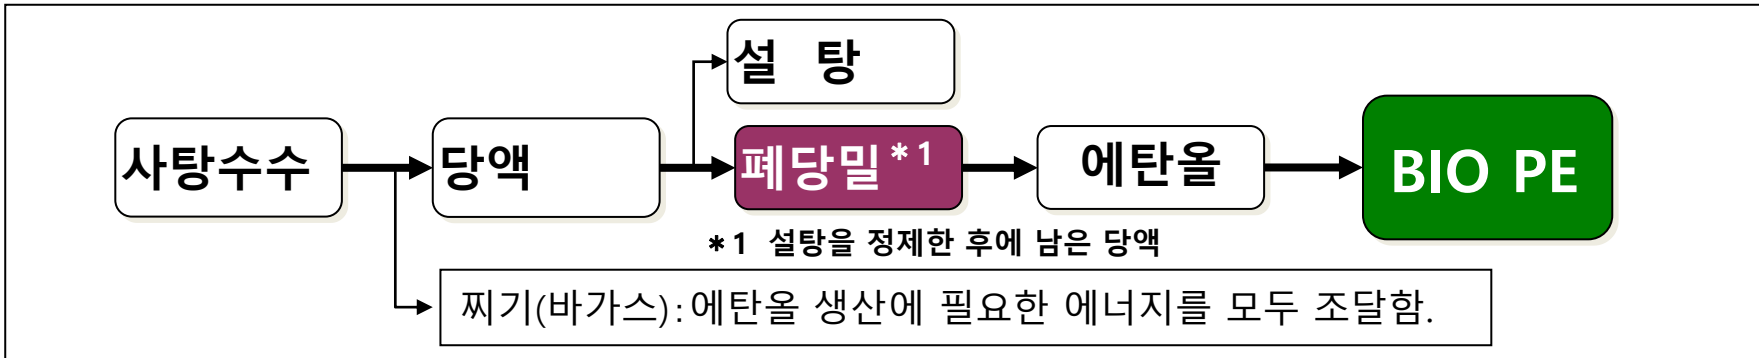 설 탕
사탕수수
당액
폐당밀*1
에탄올
BIO PE
*1 설탕을 정제한 후에 남은 당액
찌기(바가스):에탄올 생산에 필요한 에너지를 모두 조달함.